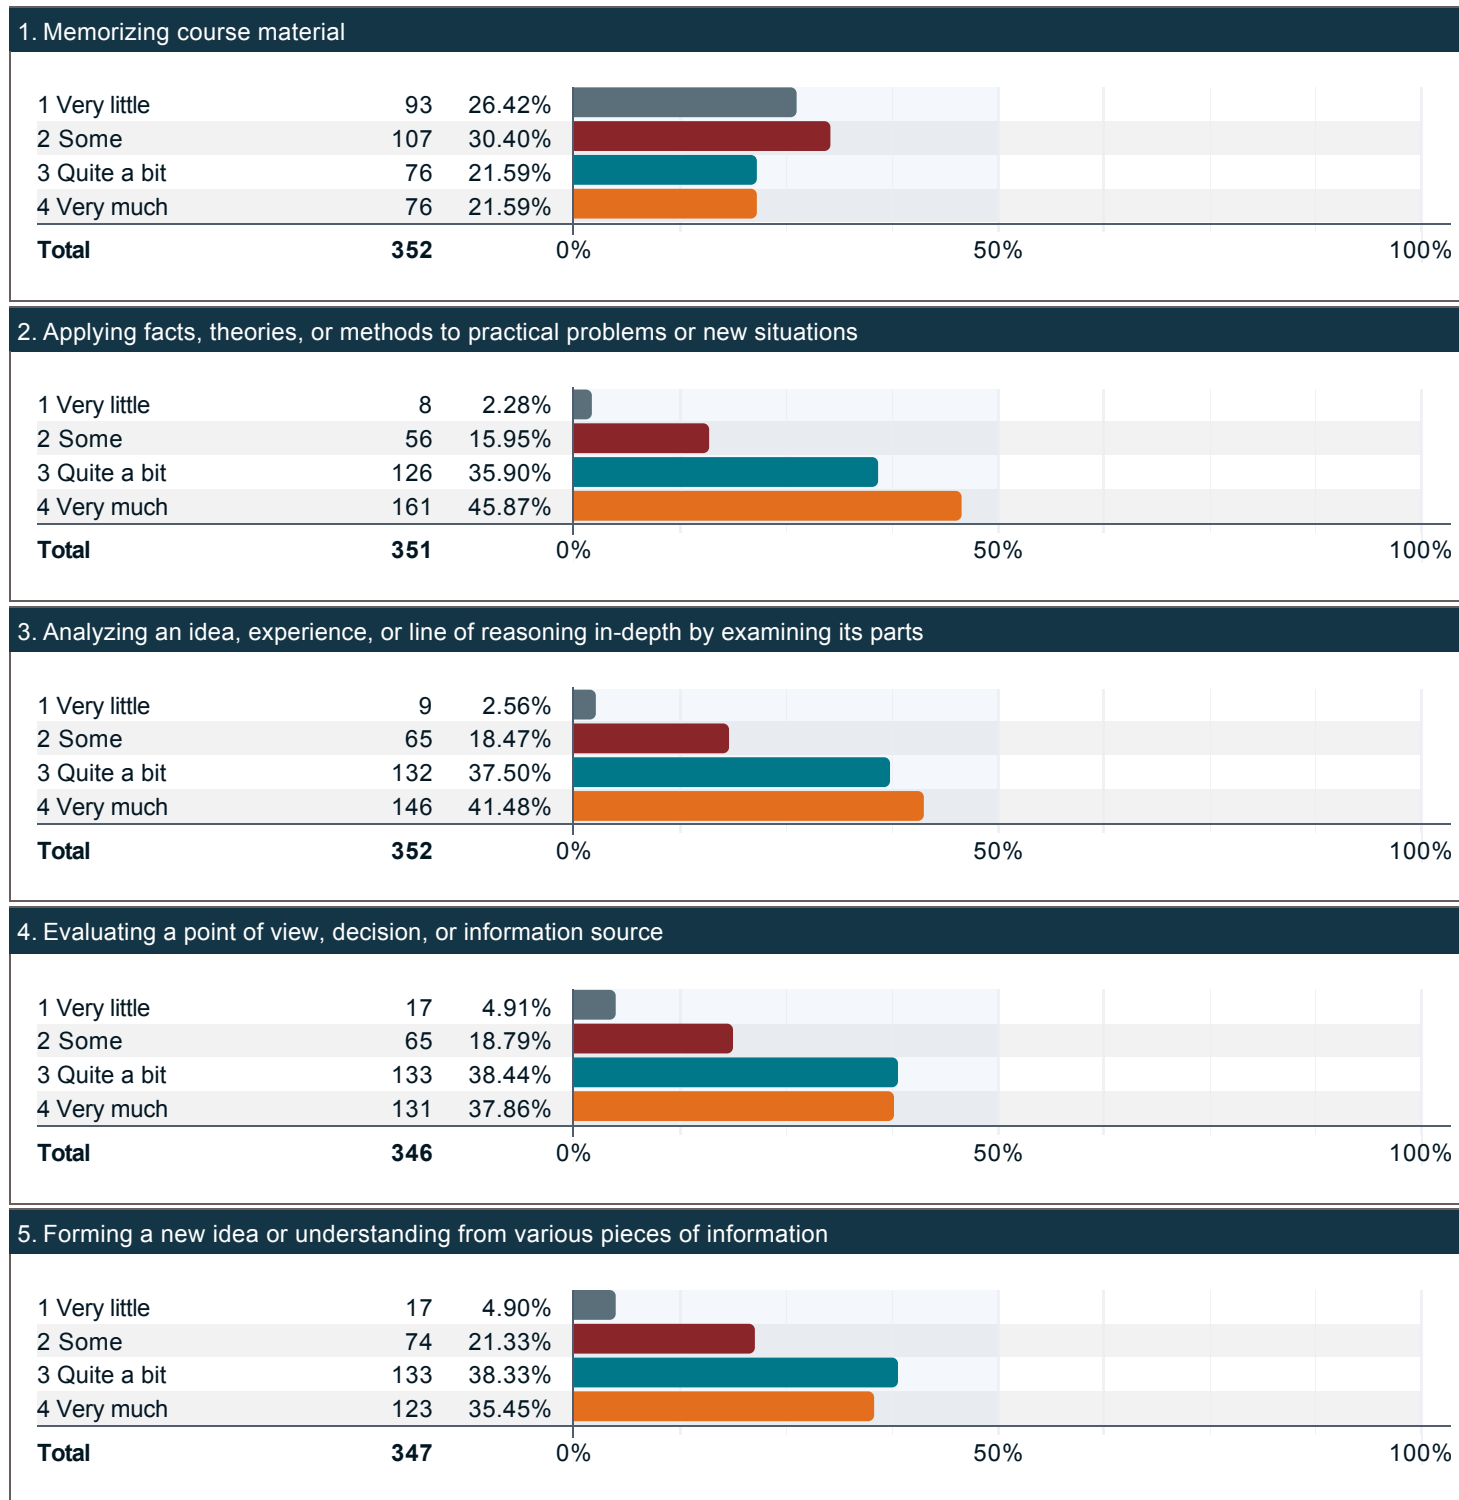 1. Memorizing course material
1 Very little 93 26.42%
2 Some 107 30.40%
3 Quite a bit 76 21.59%
4 Very much 76 21.59%
Total 352 0% 50% 100%
2. Applying facts, theories, or methods to practical problems or new situations
1 Very little 8 2.28%
2 Some 56 15.95%
3 Quite a bit 126 35.90%
4 Very much 161 45.87%
Total 351 0% 50% 100%
3. Analyzing an idea, experience, or line of reasoning in-depth by examining its parts
1 Very little 9 2.56%
2 Some 65 18.47%
3 Quite a bit 132 37.50%
4 Very much 146 41.48%
Total 352 0% 50% 100%
4. Evaluating a point of view, decision, or information source
1 Very little 17 4.91%
2 Some 65 18.79%
3 Quite a bit 133 38.44%
4 Very much 131 37.86%
Total 346 0% 50% 100%
5. Forming a new idea or understanding from various pieces of information
1 Very little 17 4.90%
2 Some 74 21.33%
3 Quite a bit 133 38.33%
4 Very much 123 35.45%
Total 347 0% 50% 100%